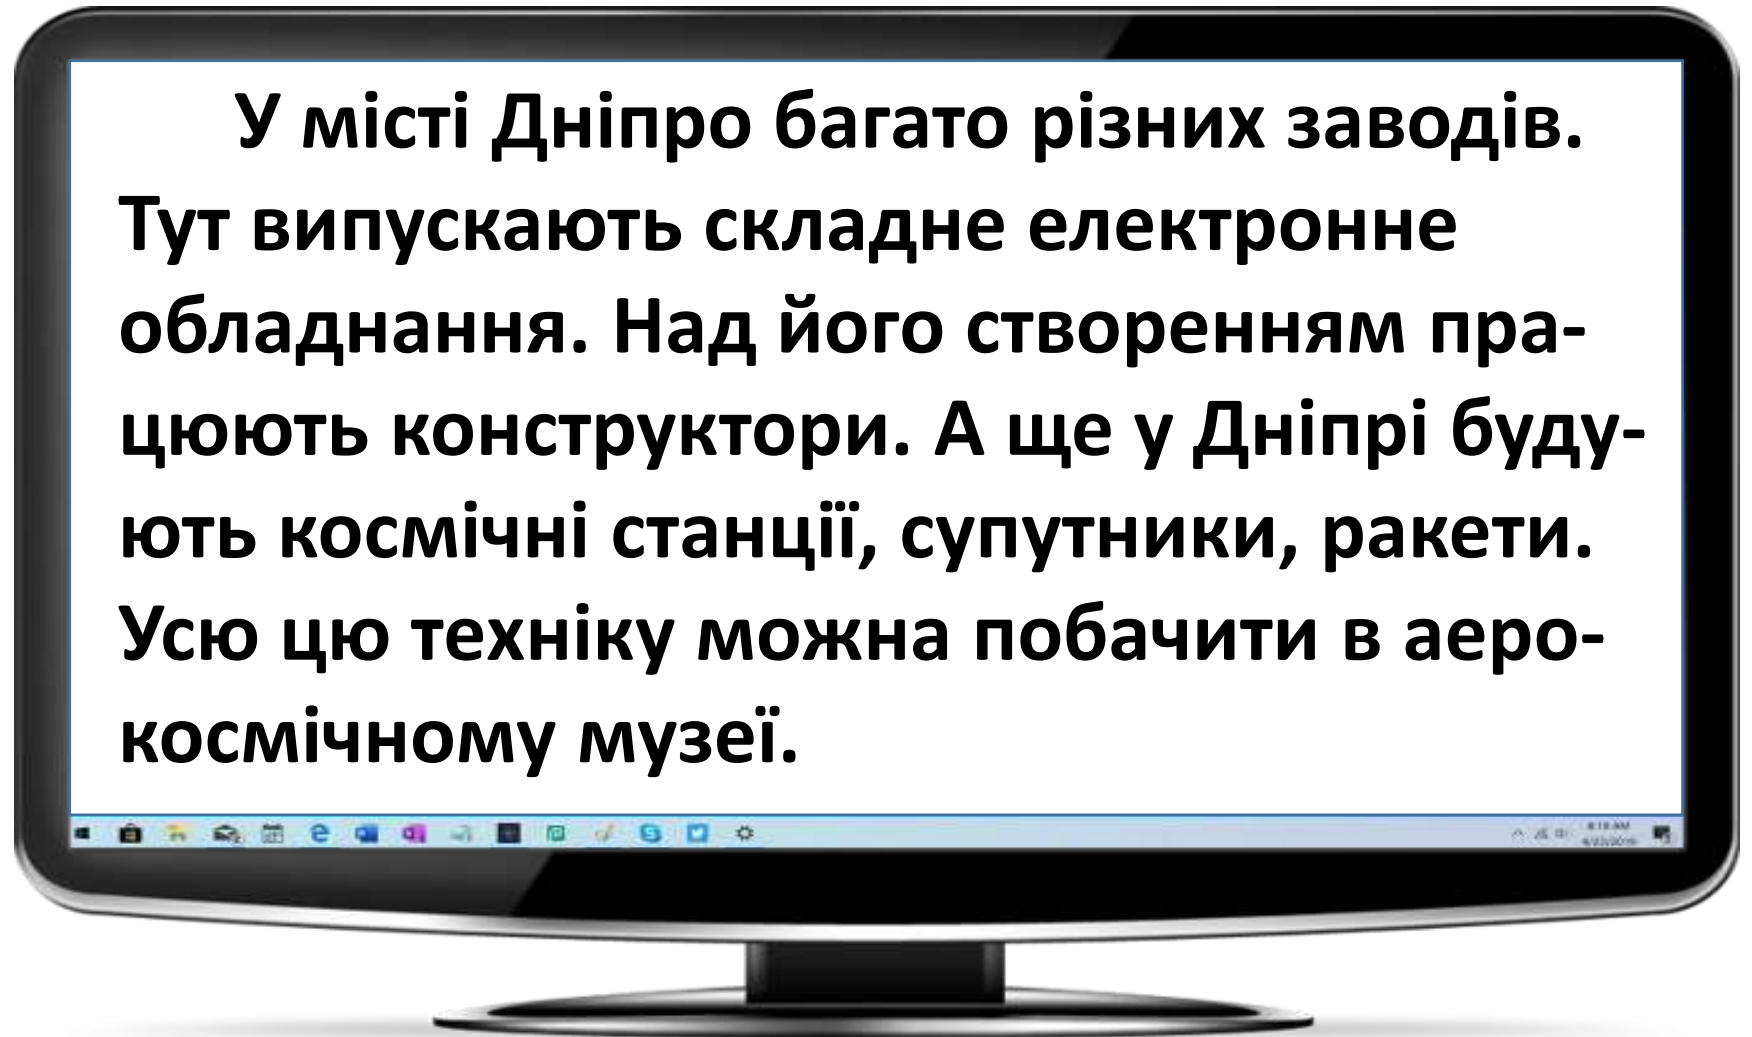 У місті Дніпро багато різних заводів.
Тут випускають складне електронне
обладнання. Над його створенням пра-
цюють конструктори. А ще у Дніпрі буду-
ють космічні станції, супутники, ракети.
Усю цю техніку можна побачити в аеро-
космічному музеї.